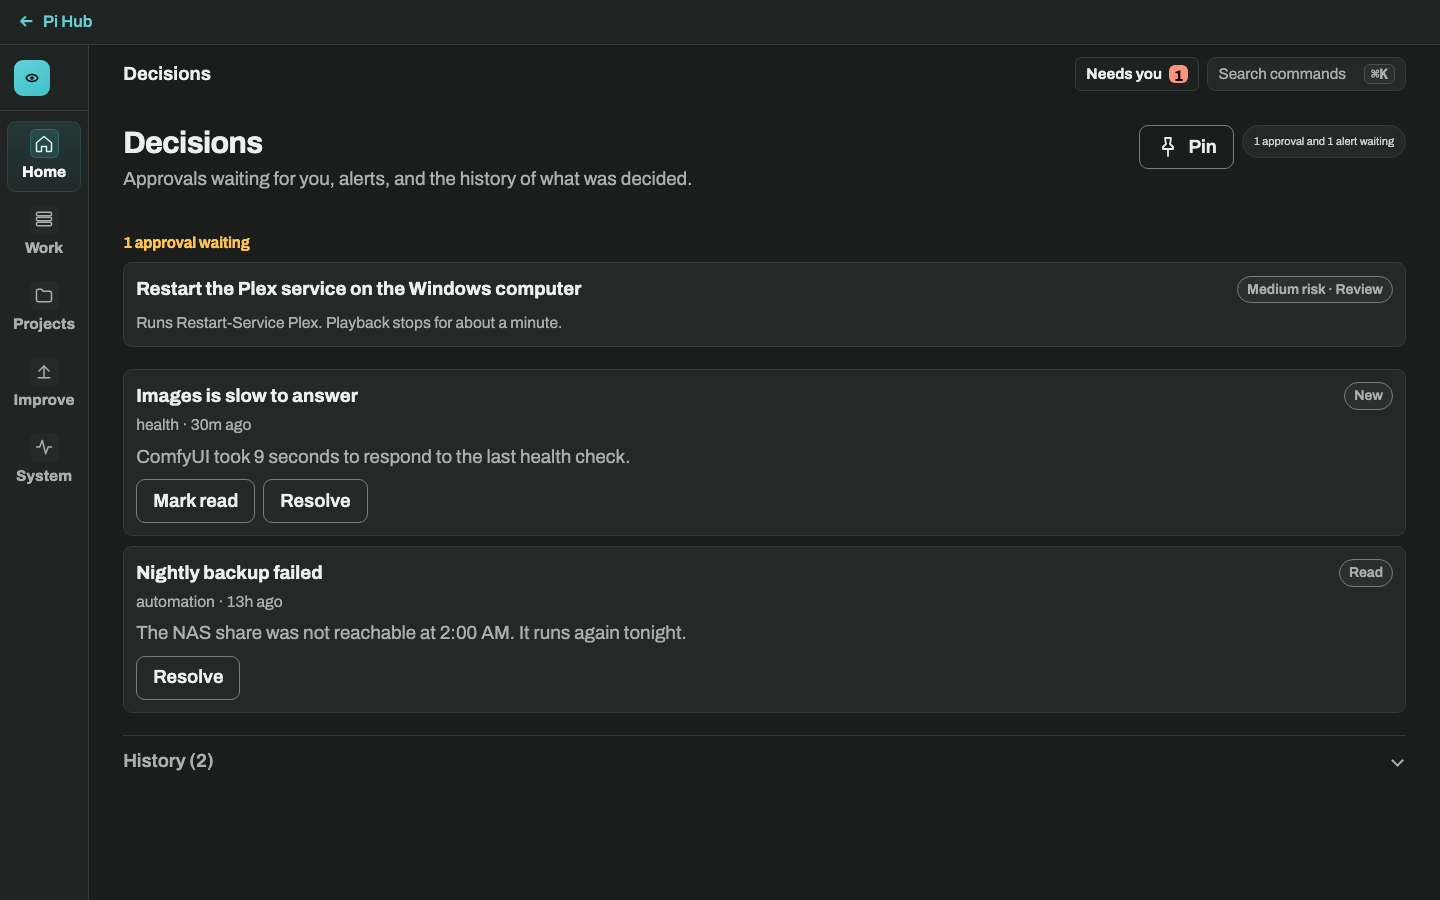 Pi Hub
Decisions
Needs you 1
Search commands ⌘K
Home
Work
Projects
Improve
System
Decisions
Approvals waiting for you, alerts, and the history of what was decided.
Pin
1 approval and 1 alert waiting
1 approval waiting
Restart the Plex service on the Windows computer
Medium risk · Review
Runs Restart-Service Plex. Playback stops for about a minute.
Images is slow to answer
New
health · 30m ago
ComfyUI took 9 seconds to respond to the last health check.
Mark read
Resolve
Nightly backup failed
Read
automation · 13h ago
The NAS share was not reachable at 2:00 AM. It runs again tonight.
Resolve
History (2)